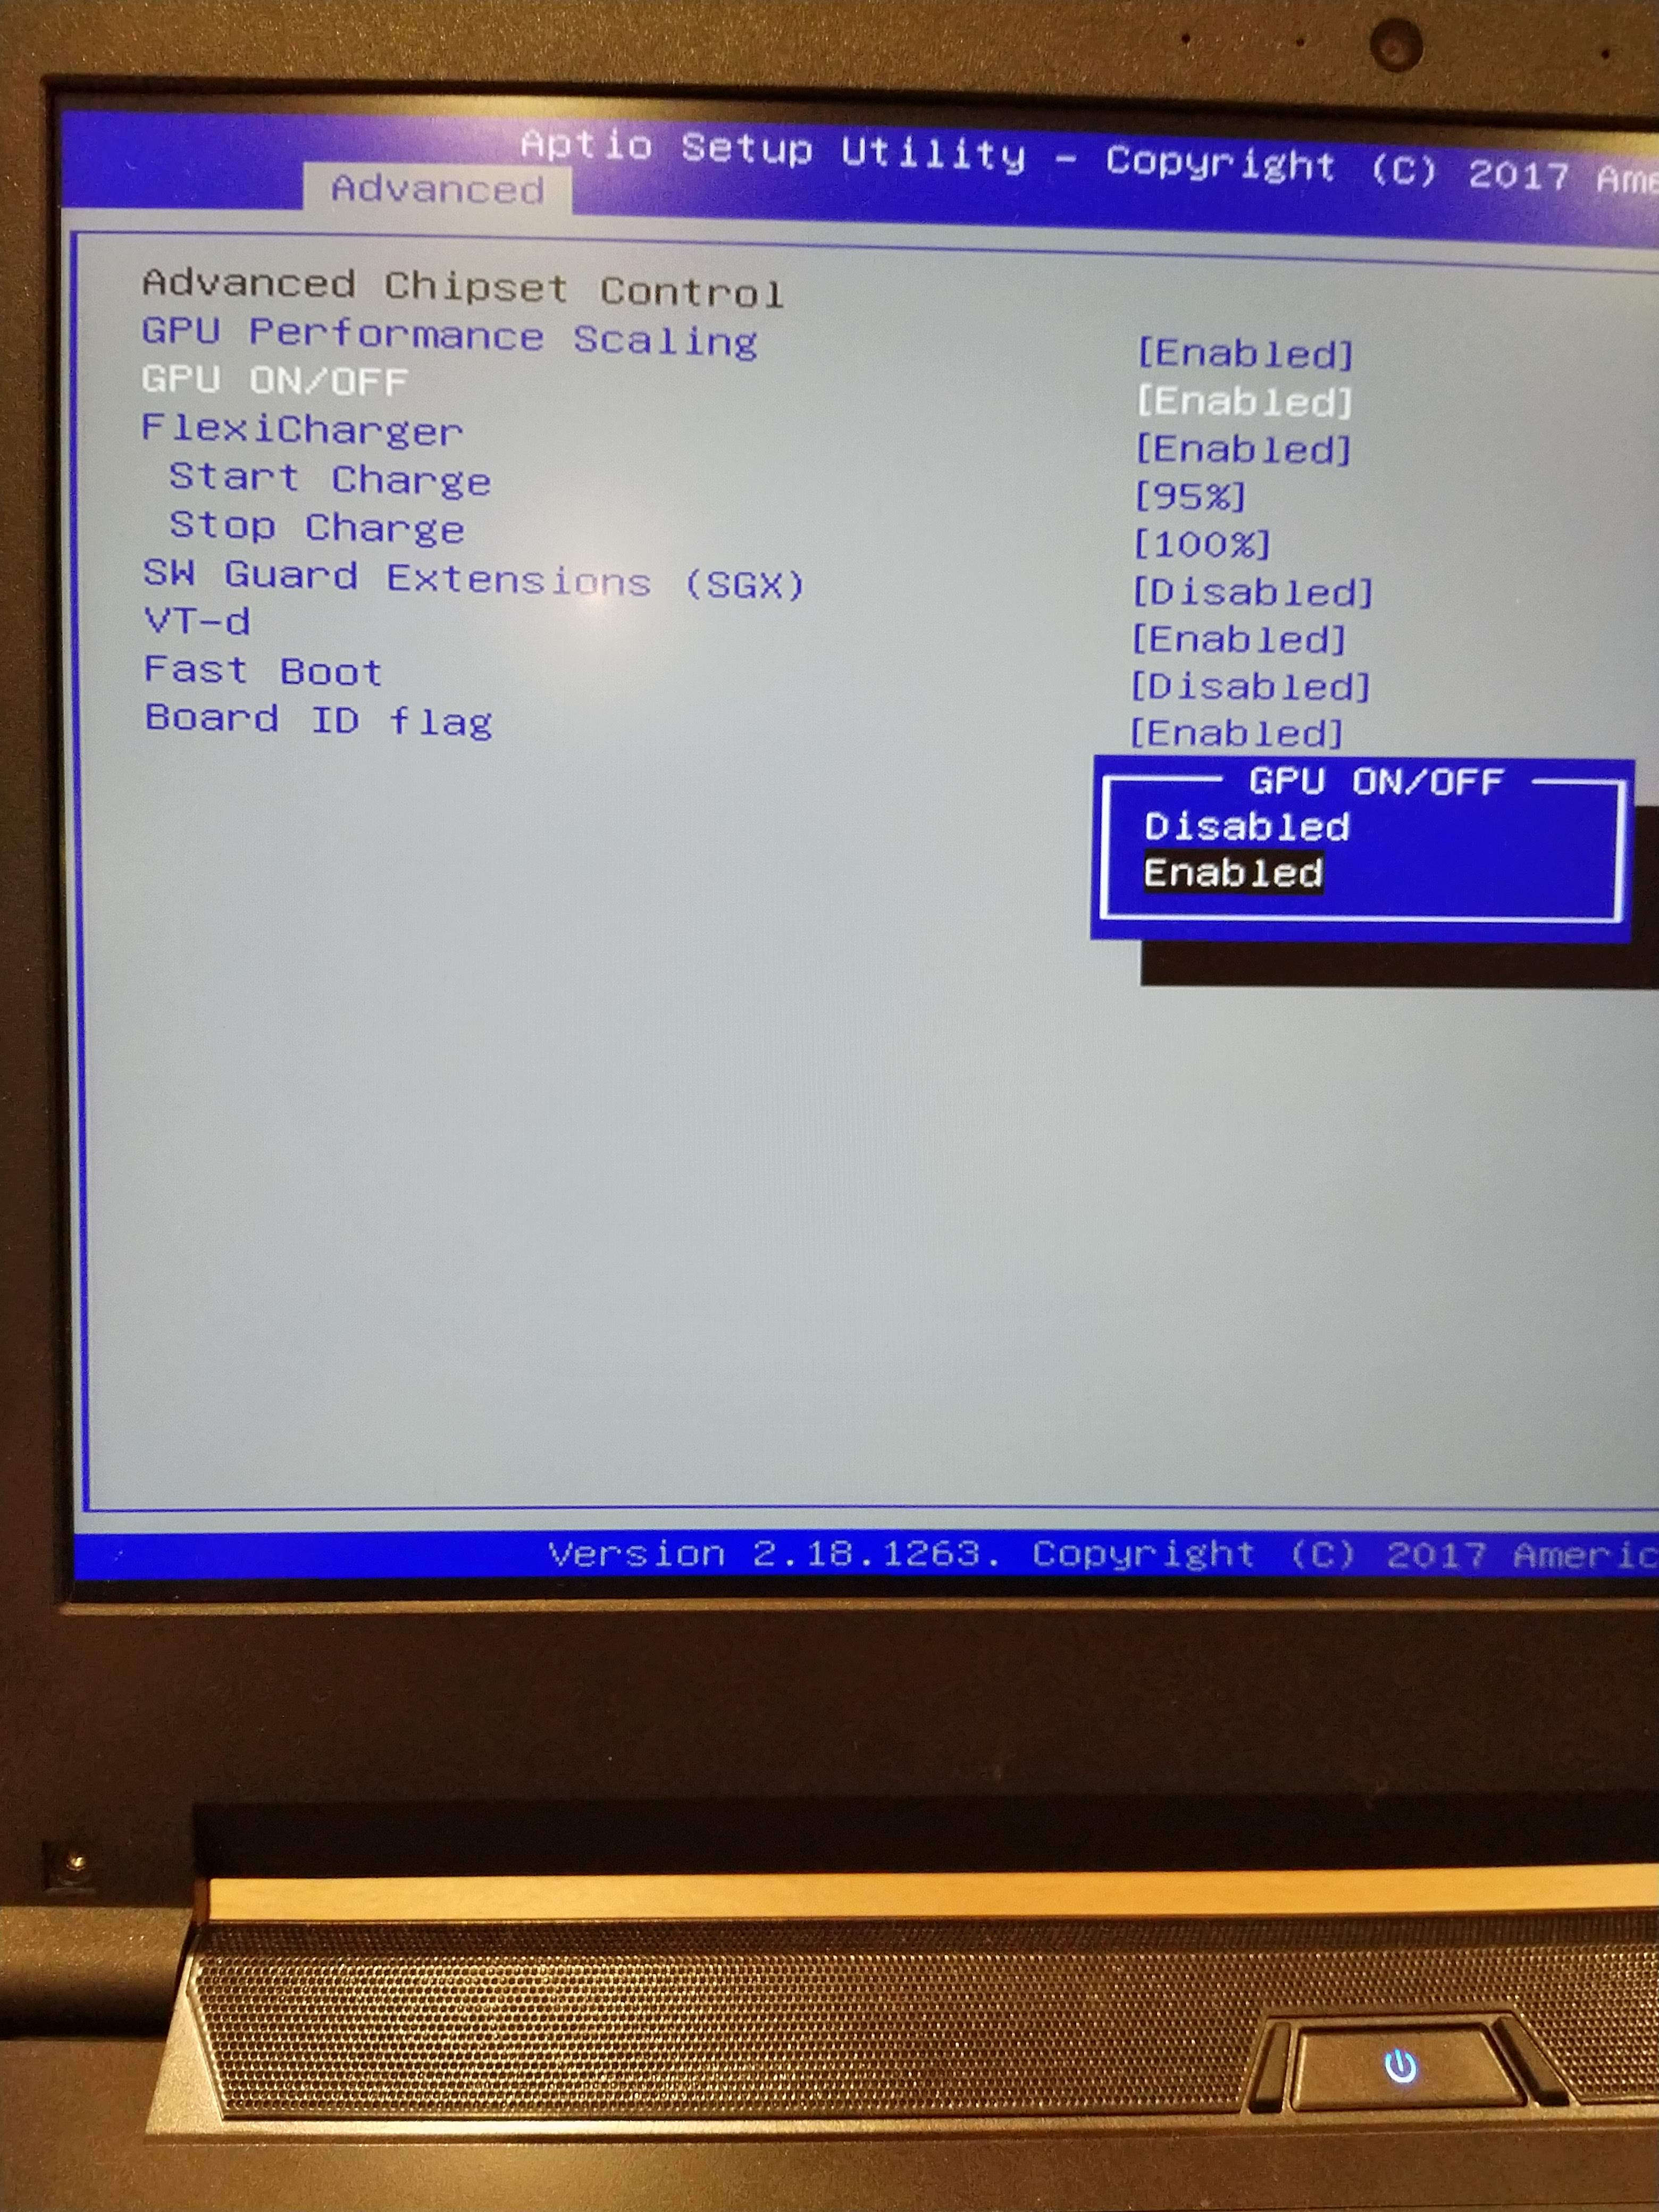 Aptio Setup Utility - Copyright (C) 2017
Advanced
Advanced Chipset Control
GPU Performance Scaling [Enabled]
GPU ON/OFF [Enabled]
FlexiCharger [Enabled]
Start Charge [95%]
Stop Charge [100%]
SW Guard Extensions (SGX) [Disabled]
VT-d [Enabled]
Fast Boot [Disabled]
Board ID flag [Enabled]
GPU ON/OFF
Disabled
Enabled
Version 2.18.1263. Copyright (C) 2017